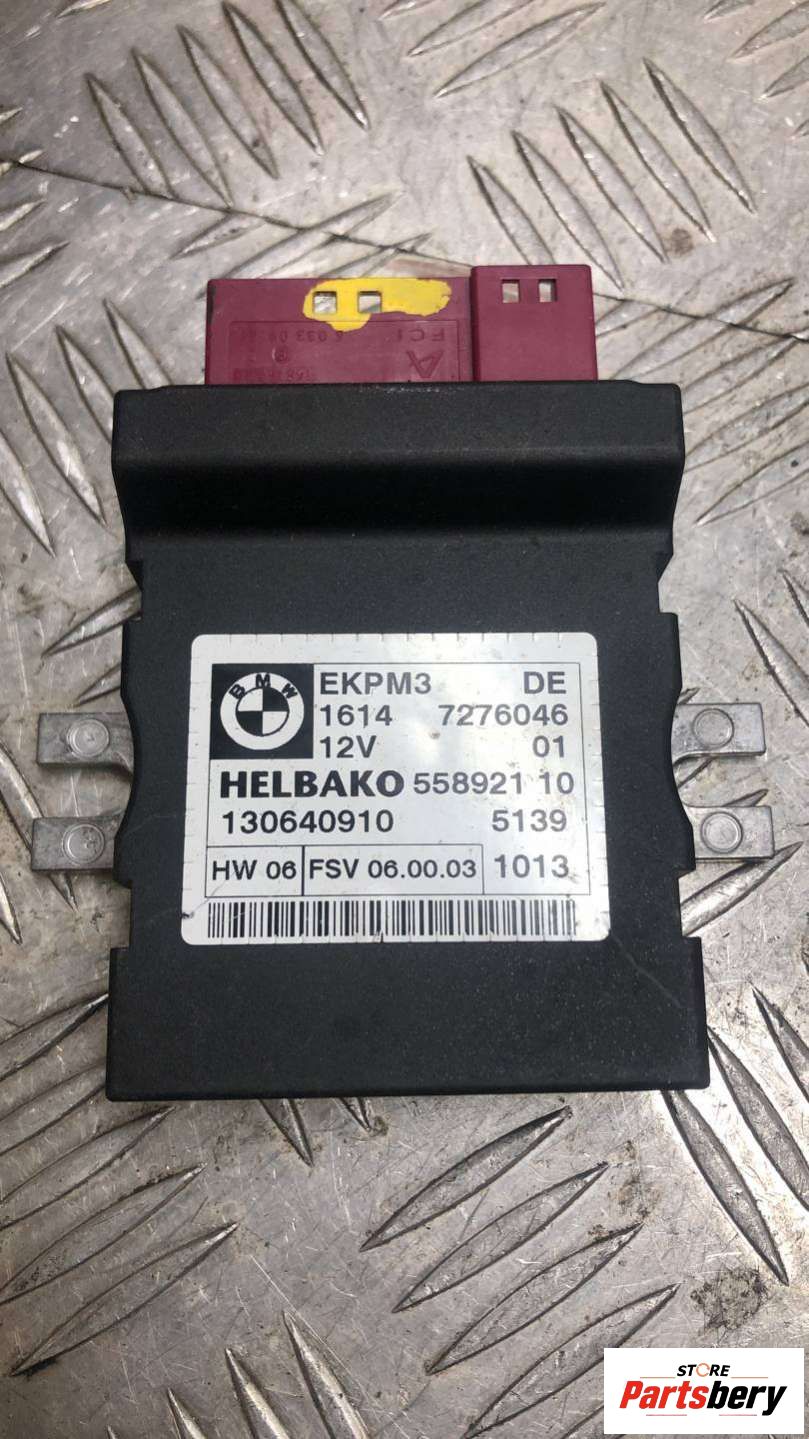 FCI
A
BMW
EKPM3 DE
1614 7276046
12V 01
HELBAKO 558921 10
130640910 5139
HW 06 FSV 06.00.03 1013
STORE
Partsbery